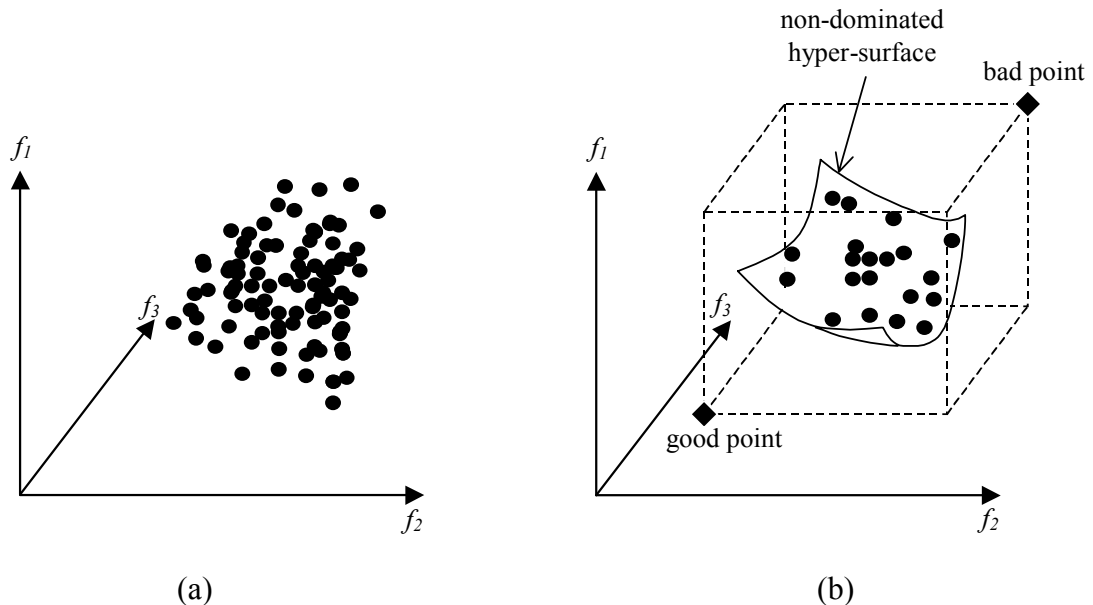 f1
f3
f2
(a)
non-dominated
hyper-surface
bad point
f1
f3
good point
f2
(b)